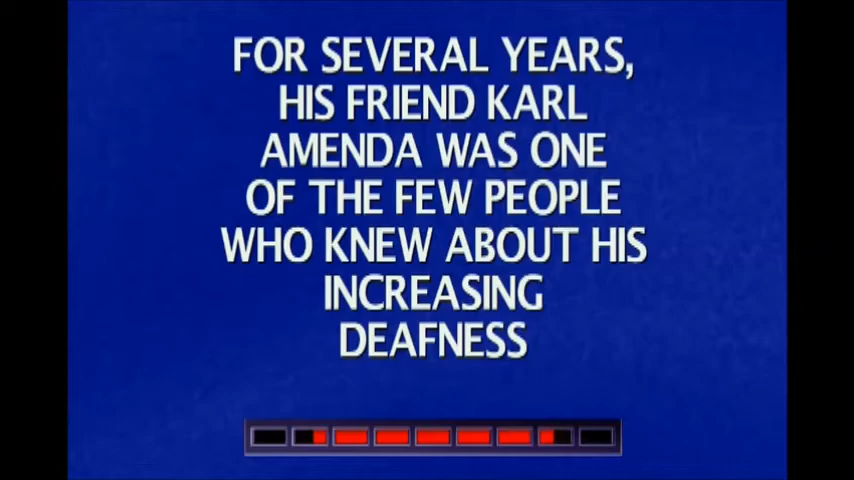 FOR SEVERAL YEARS,
HIS FRIEND KARL
AMENDA WAS ONE
OF THE FEW PEOPLE
WHO KNEW ABOUT HIS
INCREASING
DEAFNESS